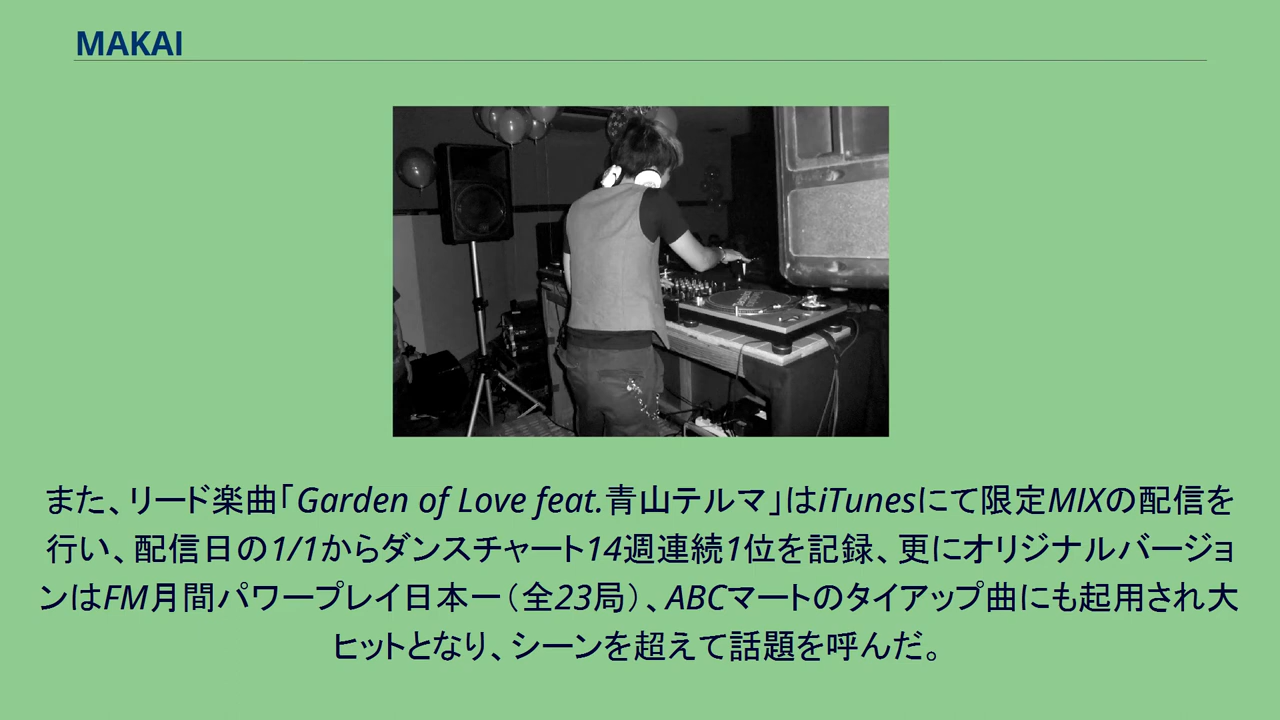 MAKAI
また、リード楽曲「Garden of Love feat.青山テルマ」はiTunesにて限定MIXの配信を
行い、配信日の1/1からダンスチャート14週連続1位を記録、更にオリジナルバージョ
ンはFM月間パワープレイ日本一（全23局）、ABCマートのタイアップ曲にも起用され大
ヒットとなり、シーンを超えて話題を呼んだ。